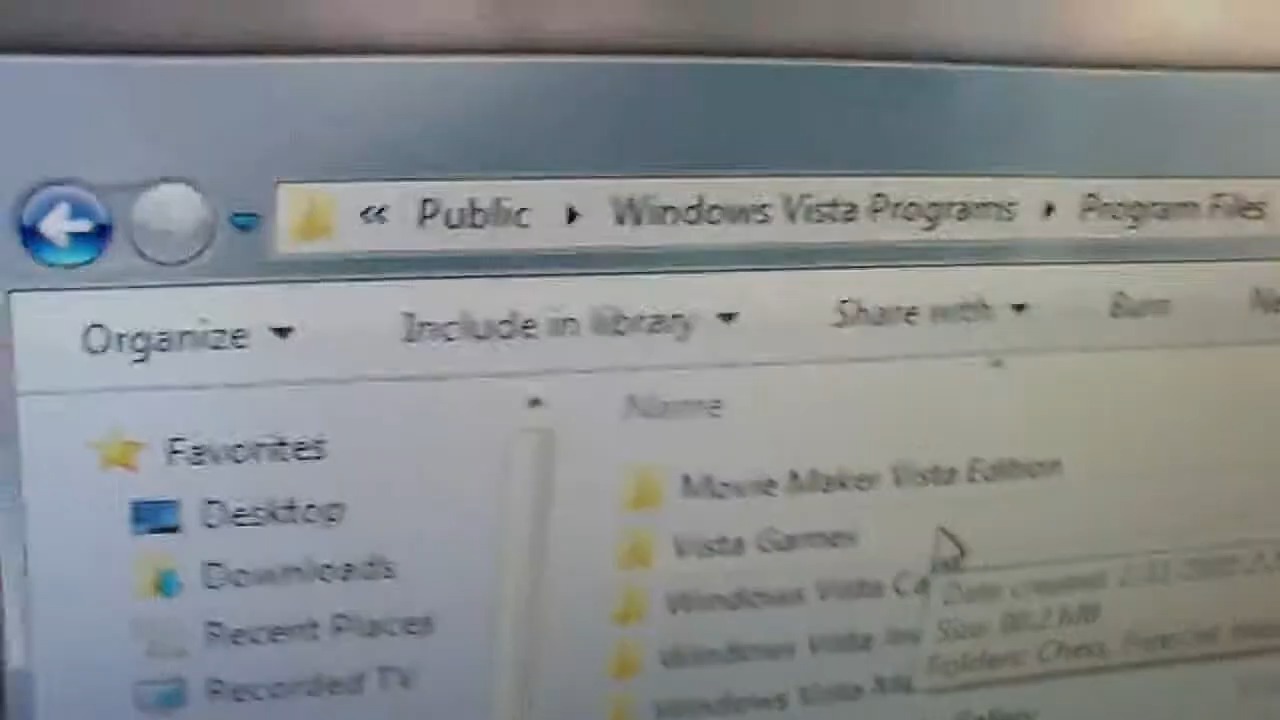 « Public ▸ Windows Vista Programs ▸ Program Files
Organize ▾ Include in library ▾ Share with ▾ Burn
Name
Favorites
Desktop
Downloads
Recent Places
Recorded TV
Movie Maker Vista Edition
Vista Games
Windows Vista Ca
Windows Vista
Windows Vista
Date created:
Size:
Folders: Chess,